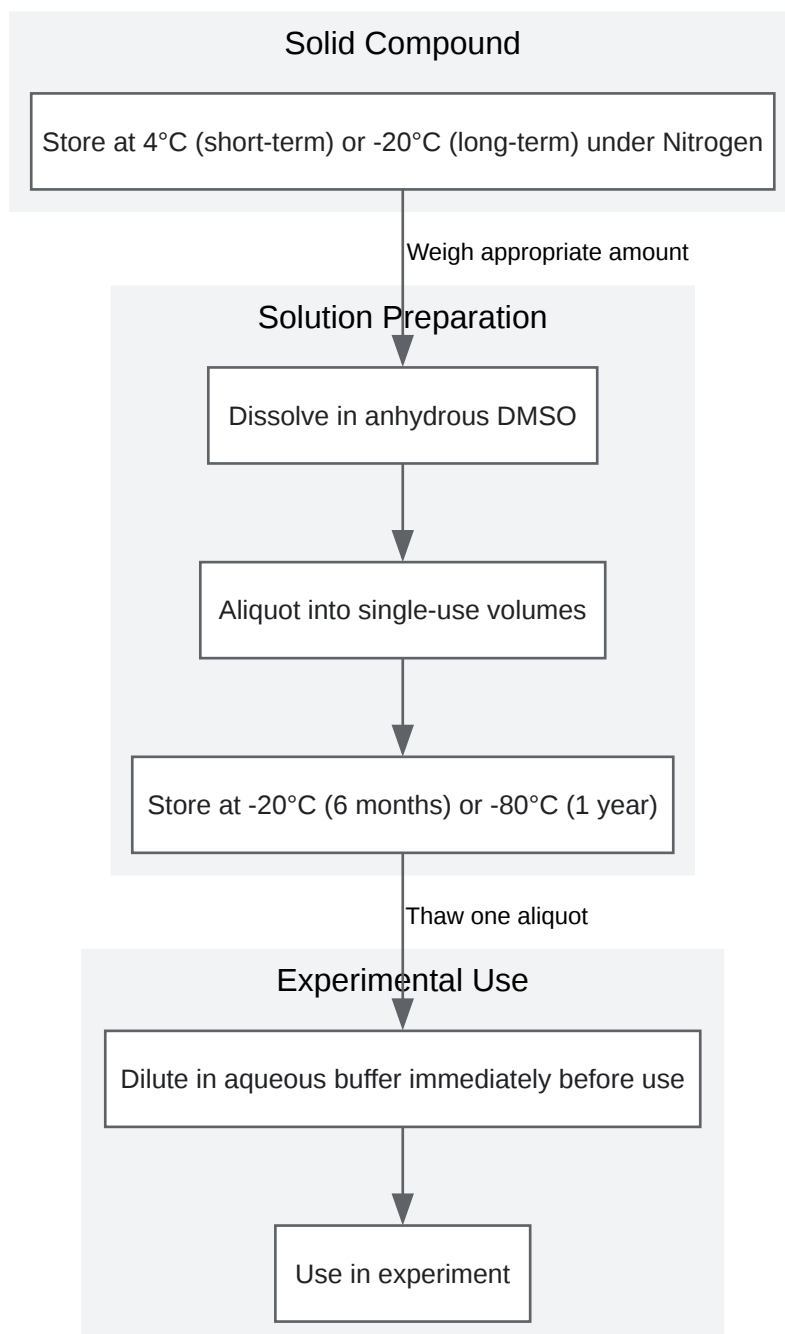 Solid Compound
Store at 4°C (short-term) or -20°C (long-term) under Nitrogen
Weigh appropriate amount
Solution Preparation
Dissolve in anhydrous DMSO
Aliquot into single-use volumes
Store at -20°C (6 months) or -80°C (1 year)
Thaw one aliquot
Experimental Use
Dilute in aqueous buffer immediately before use
Use in experiment